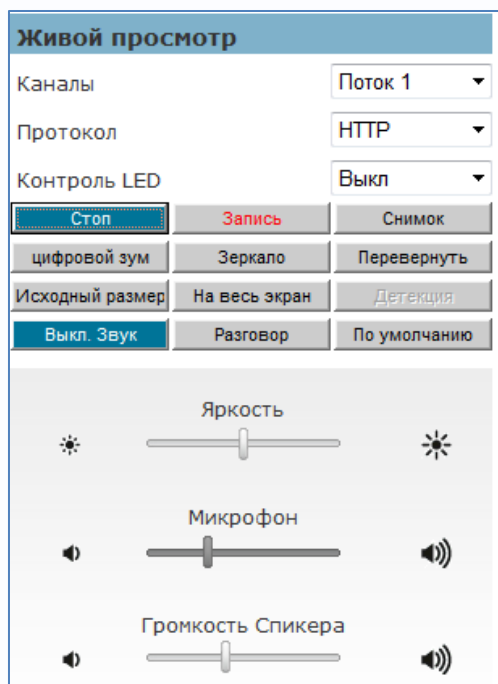 Живой просмотр
Каналы Поток 1
Протокол HTTP
Контроль LED Выкл
Стоп Запись Снимок
цифровой зум Зеркало Перевернуть
Исходный размер На весь экран Детекция
Выкл. Звук Разговор По умолчанию
Яркость
Микрофон
Громкость Спикера